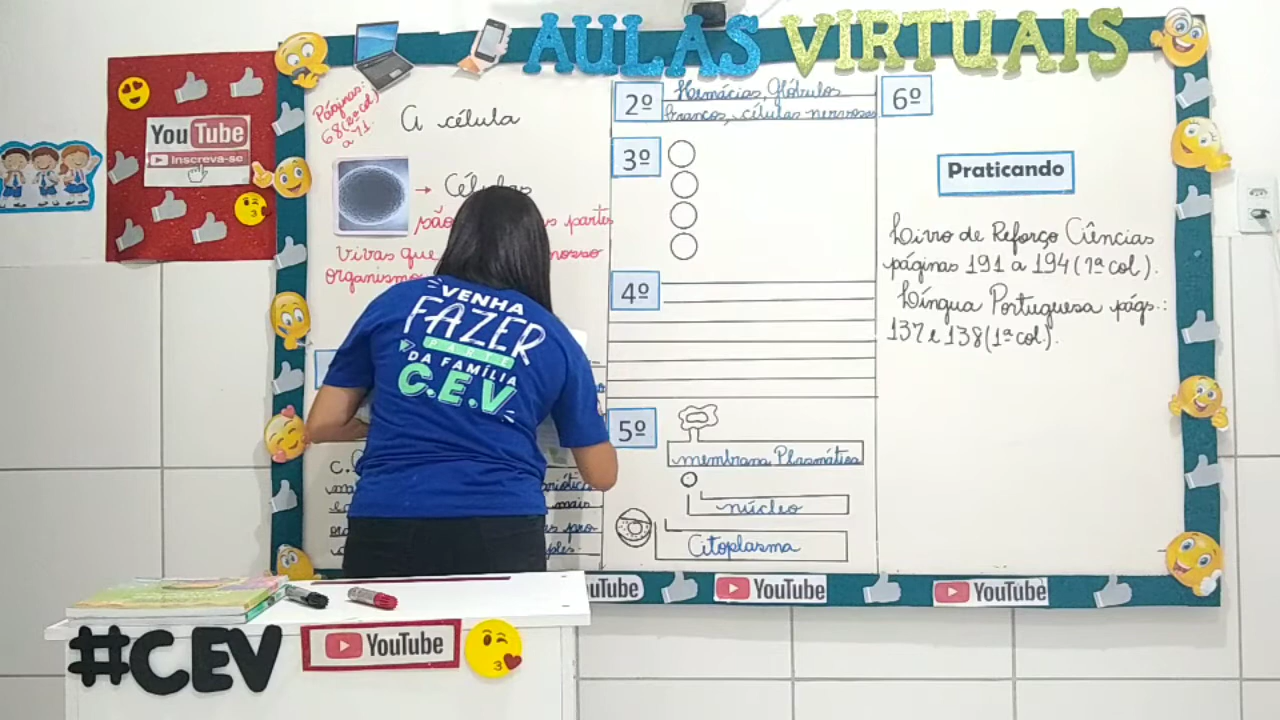 AULAS VIRTUAIS
YouTube
Inscreva-se
Páginas:
68 (2ª col)
a 71
A célula
→ Células
são partes
Vivas que nosso
organismo
C.
mais
2º Hemácias, Glóbulos
brancos, células nervosas
3º
4º
5º
membrana Plasmática
núcleo
Citoplasma
6º
Praticando
Livro de Reforço Ciências
páginas 191 a 194 (1ª col).
Língua Portuguesa págs.:
137 e 138 (1ª col.).
VENHA
FAZER
PARTE
DA FAMÍLIA
C.E.V
YouTube
YouTube
#CEV
YouTube